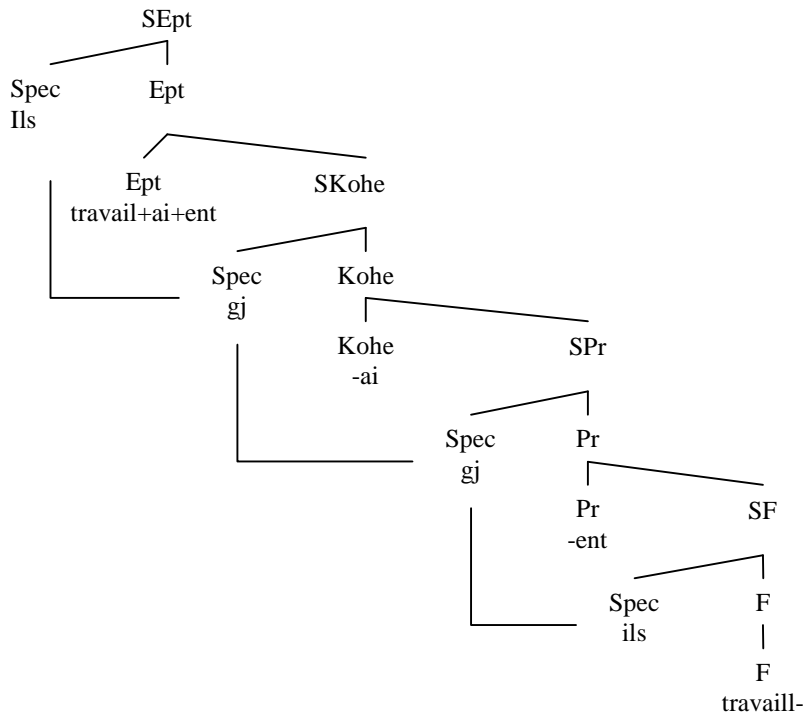 SEpt
Spec Ept
Ils
Ept SKohe
travail+ai+ent
Spec Kohe
gj
Kohe SPr
-ai
Spec Pr
gj
Pr SF
-ent
Spec F
ils
F
travaill-